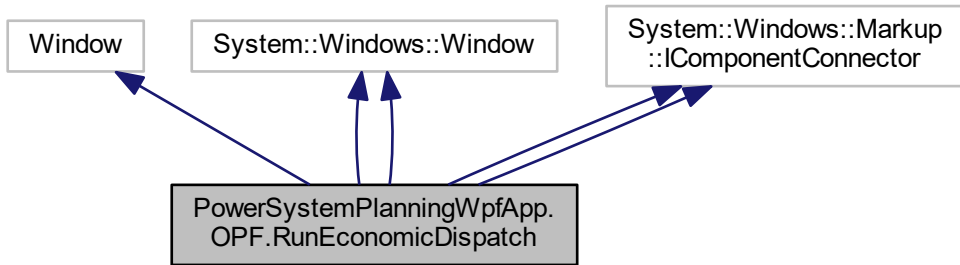 Window
System::Windows::Window
System::Windows::Markup
::IComponentConnector
PowerSystemPlanningWpfApp.
OPF.RunEconomicDispatch